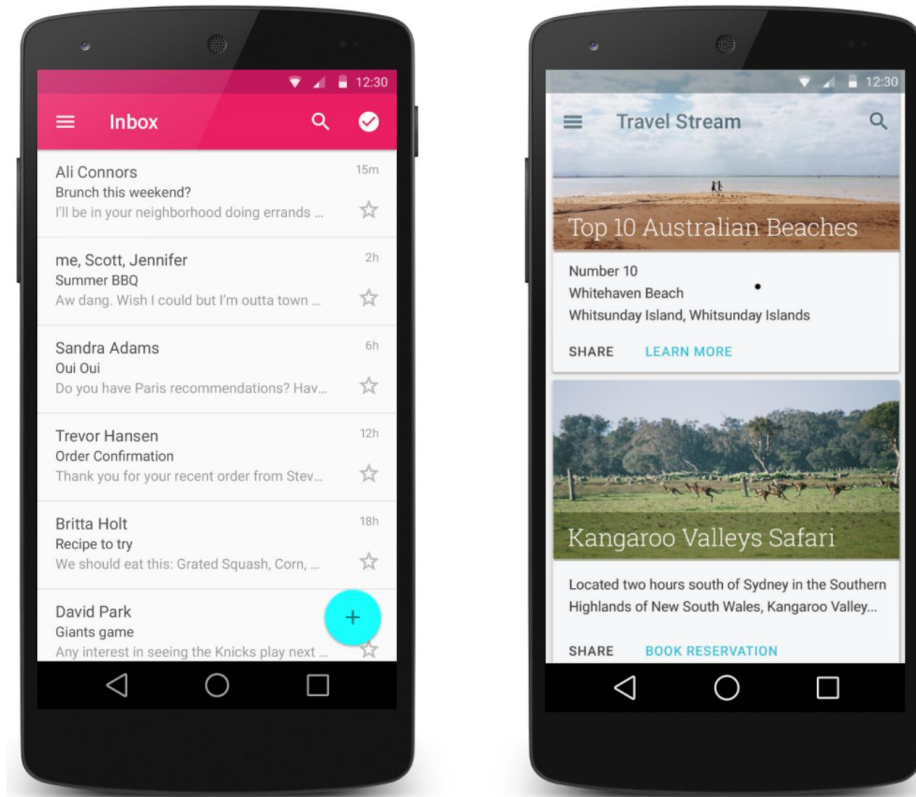 12:30
Inbox
Ali Connors
15m
Brunch this weekend?
I'll be in your neighborhood doing errands ...
me, Scott, Jennifer
2h
Summer BBQ
Aw dang. Wish I could but I'm outta town ...
Sandra Adams
6h
Oui Oui
Do you have Paris recommendations? Hav...
Trevor Hansen
12h
Order Confirmation
Thank you for your recent order from Stev...
Britta Holt
18h
Recipe to try
We should eat this: Grated Squash, Corn, ...
David Park
Giants game
Any interest in seeing the Knicks play next ...
12:30
Travel Stream
Top 10 Australian Beaches
Number 10
Whitehaven Beach
Whitsunday Island, Whitsunday Islands
SHARE LEARN MORE
Kangaroo Valleys Safari
Located two hours south of Sydney in the Southern
Highlands of New South Wales, Kangaroo Valley...
SHARE BOOK RESERVATION